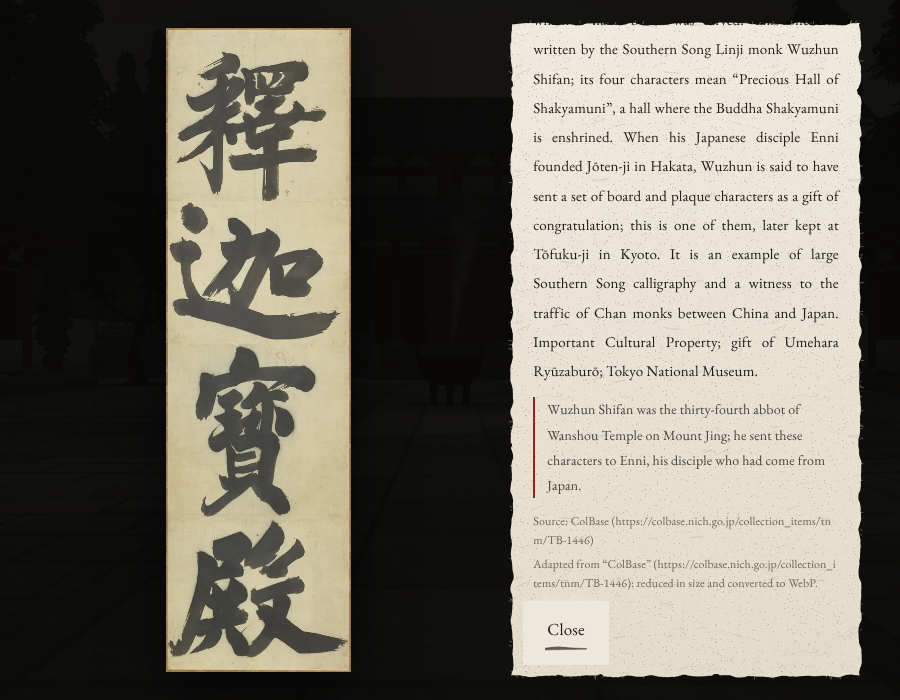 釋
迦
寶
殿
written by the Southern Song Linji monk Wuzhun
Shifan; its four characters mean “Precious Hall of
Shakyamuni”, a hall where the Buddha Shakyamuni
is enshrined. When his Japanese disciple Enni
founded Jōten-ji in Hakata, Wuzhun is said to have
sent a set of board and plaque characters as a gift of
congratulation; this is one of them, later kept at
Tōfuku-ji in Kyoto. It is an example of large
Southern Song calligraphy and a witness to the
traffic of Chan monks between China and Japan.
Important Cultural Property; gift of Umehara
Ryūzaburō; Tokyo National Museum.
Wuzhun Shifan was the thirty-fourth abbot of
Wanshou Temple on Mount Jing; he sent these
characters to Enni, his disciple who had come from
Japan.
Source: ColBase (https://colbase.nich.go.jp/collection_items/tn
m/TB-1446)
Adapted from “ColBase” (https://colbase.nich.go.jp/collection_i
tems/tnm/TB-1446): reduced in size and converted to WebP.
Close